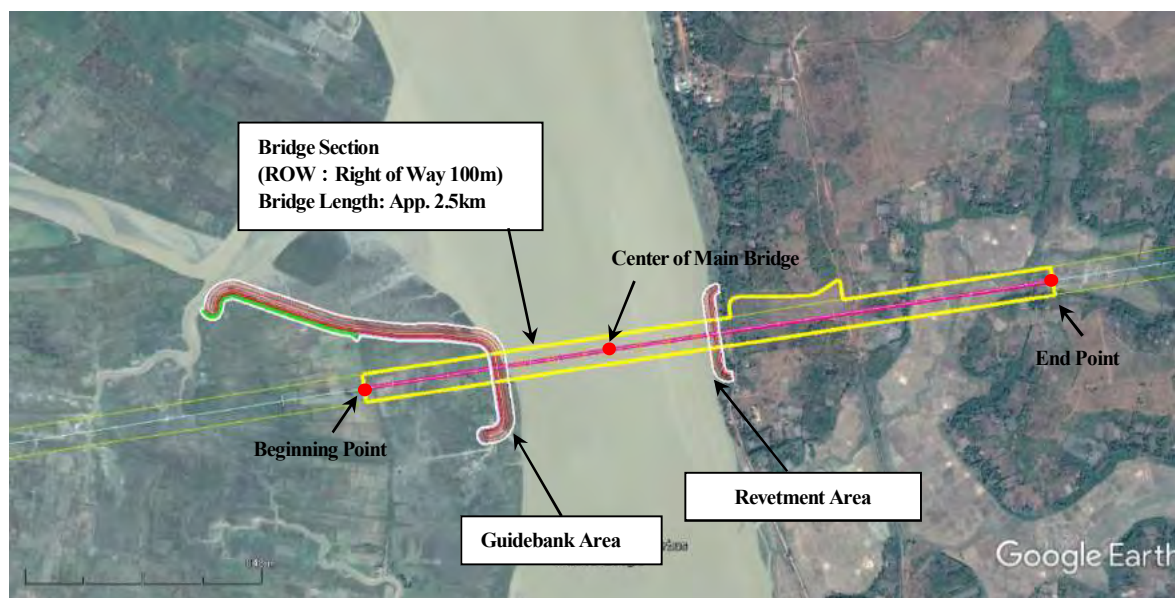 Bridge Section
(ROW : Right of Way 100m)
Bridge Length: App. 2.5km
Center of Main Bridge
End Point
Beginning Point
Revetment Area
Guidebank Area
Google Earth